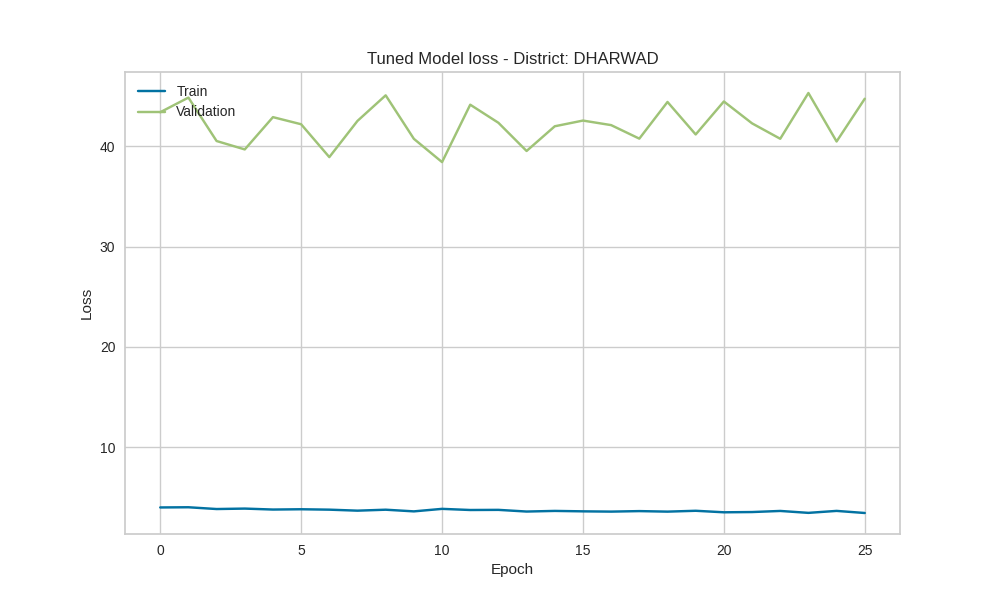 Tuned Model loss - District: DHARWAD
Train
Validation
40
30
20
10
Loss
0 5 10 15 20 25
Epoch